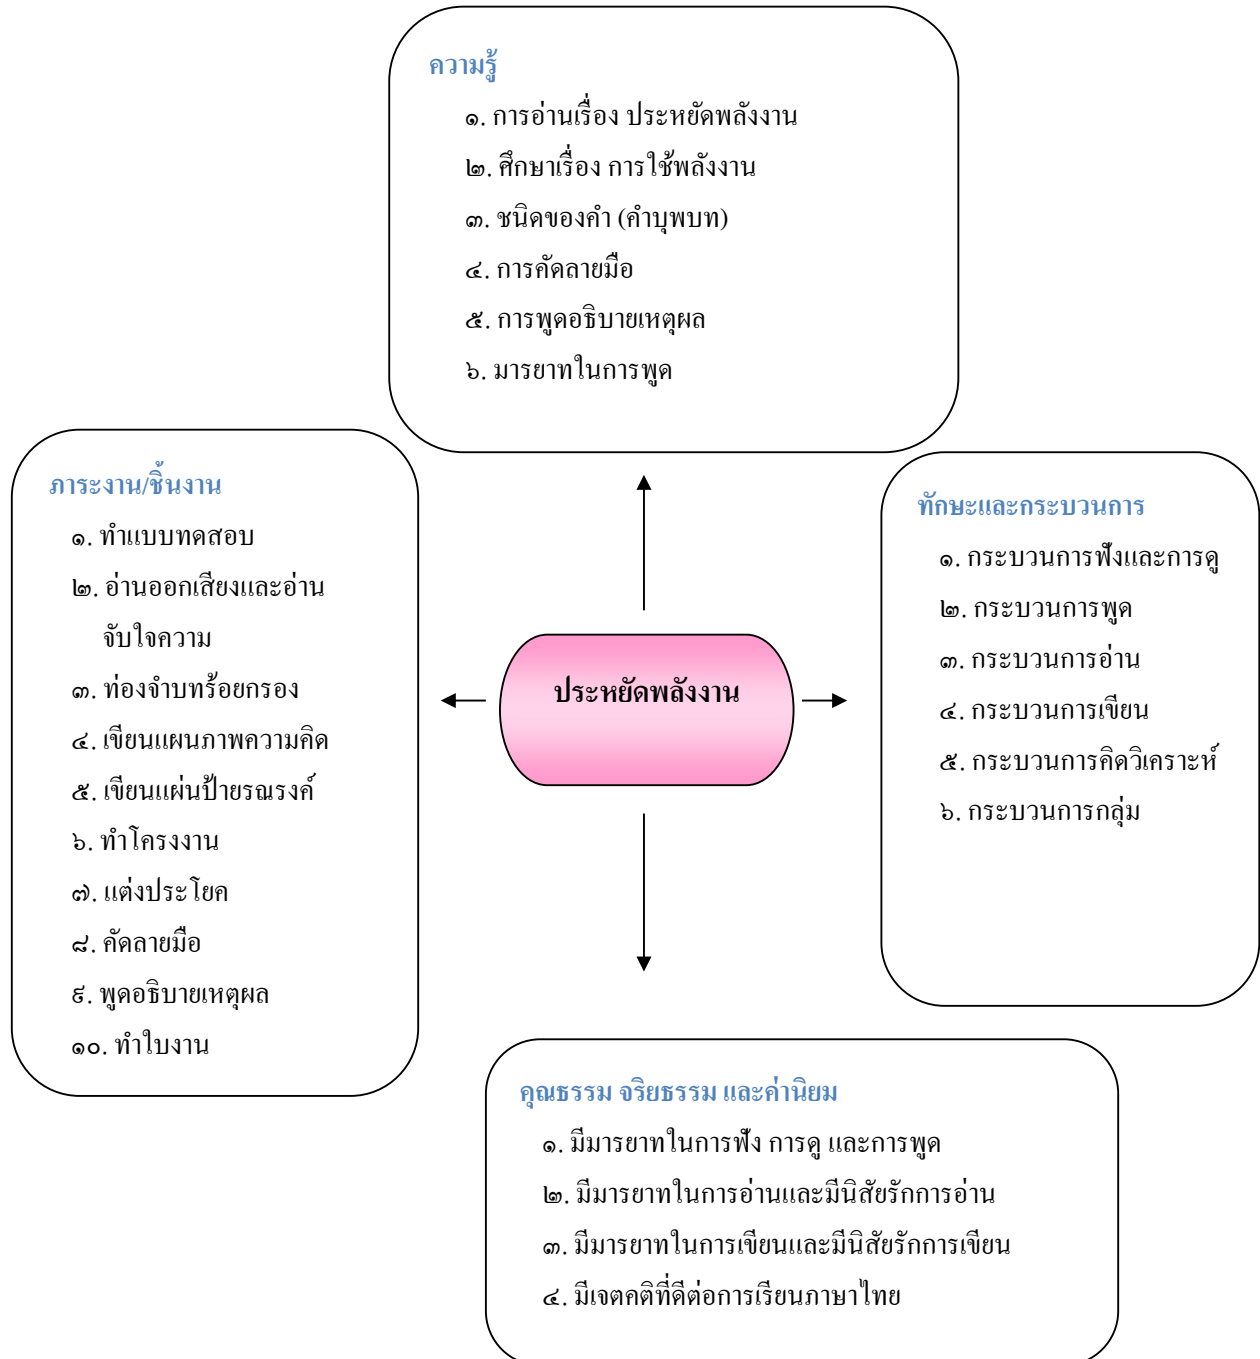 ความรู้
๑. การอ่านเรื่อง ประหยัดพลังงาน
๒. ศึกษาเรื่อง การใช้พลังงาน
๓. ชนิดของคำ (คำบุพบท)
๔. การคัดลายมือ
๕. การพูดอธิบายเหตุผล
๖. มารยาทในการพูด
ภาระงาน/ชิ้นงาน
๑. ทำแบบทดสอบ
๒. อ่านออกเสียงและอ่าน
จับใจความ
๓. ท่องจำบทร้อยกรอง
๔. เขียนแผนภาพความคิด
๕. เขียนแผ่นป้ายรณรงค์
๖. ทำโครงงาน
๗. แต่งประโยค
๘. คัดลายมือ
๙. พูดอธิบายเหตุผล
๑๐. ทำใบงาน
ประหยัดพลังงาน
ทักษะและกระบวนการ
๑. กระบวนการฟังและการดู
๒. กระบวนการพูด
๓. กระบวนการอ่าน
๔. กระบวนการเขียน
๕. กระบวนการคิดวิเคราะห์
๖. กระบวนการกลุ่ม
คุณธรรม จริยธรรม และค่านิยม
๑. มีมารยาทในการฟัง การดู และการพูด
๒. มีมารยาทในการอ่านและมีนิสัยรักการอ่าน
๓. มีมารยาทในการเขียนและมีนิสัยรักการเขียน
๔. มีเจตคติที่ดีต่อการเรียนภาษาไทย